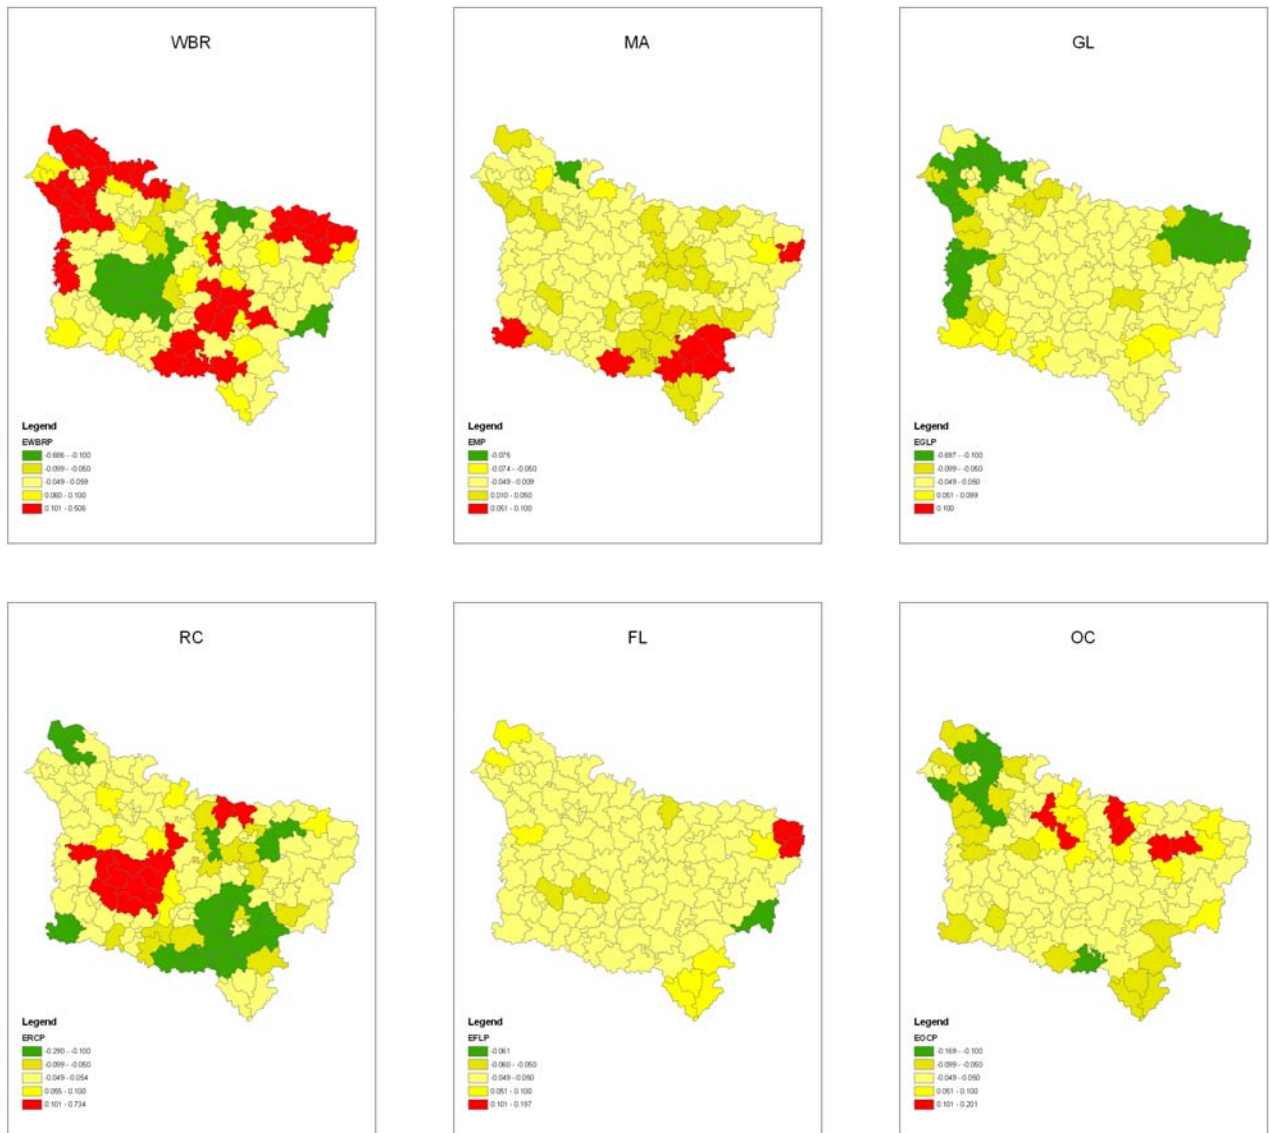 WBR
Legend
EWBRP
-0.686 - -0.100
-0.099 - -0.050
-0.049 - 0.059
0.060 - 0.100
0.101 - 0.506
MA
Legend
EMP
-0.075
-0.074 - -0.050
-0.049 - 0.009
0.010 - 0.050
0.051 - 0.100
GL
Legend
EGLP
-0.697 - -0.100
-0.099 - -0.050
-0.049 - 0.050
0.051 - 0.099
0.100
RC
Legend
ERCP
-0.290 - -0.100
-0.099 - -0.050
-0.049 - 0.054
0.055 - 0.100
0.101 - 0.734
FL
Legend
EFLP
-0.061
-0.060 - -0.050
-0.049 - 0.050
0.051 - 0.100
0.101 - 0.197
OC
Legend
EOCP
-0.169 - -0.100
-0.099 - -0.050
-0.049 - 0.050
0.051 - 0.100
0.101 - 0.201